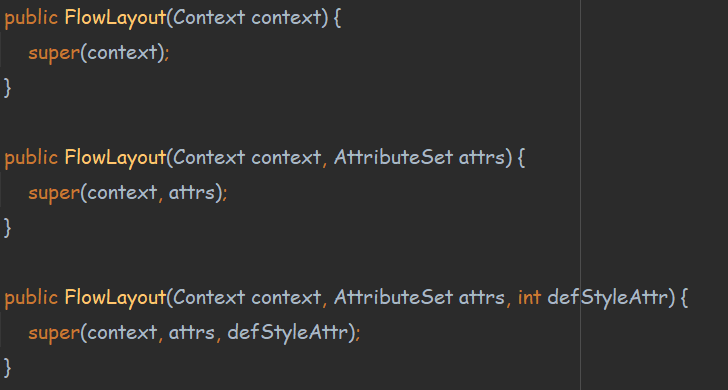 public FlowLayout(Context context) {
super(context);
}
public FlowLayout(Context context, AttributeSet attrs) {
super(context, attrs);
}
public FlowLayout(Context context, AttributeSet attrs, int defStyleAttr) {
super(context, attrs, defStyleAttr);
}